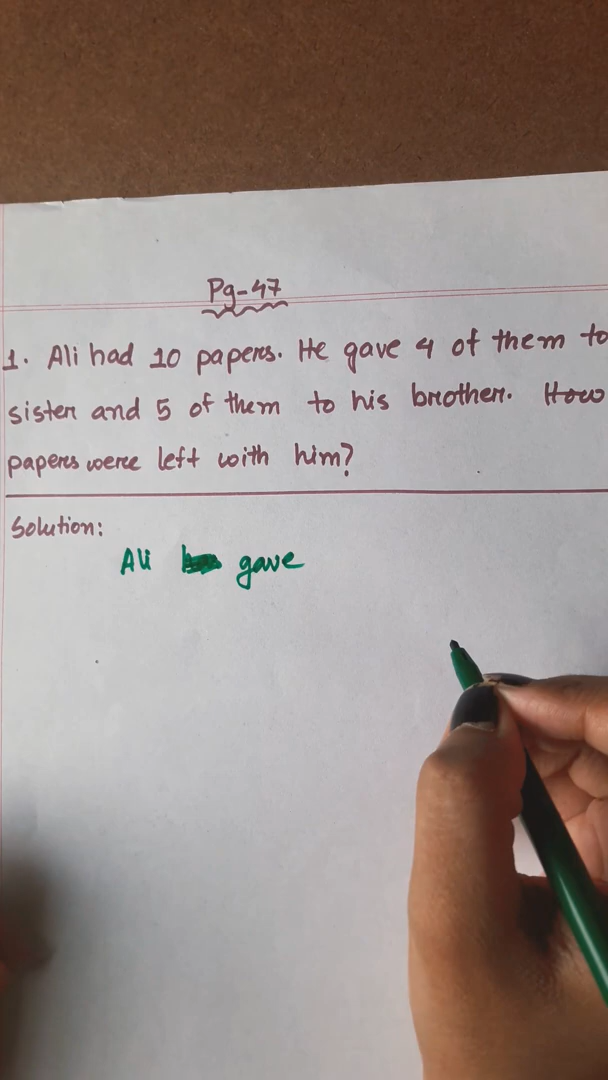 Pg-47
1. Ali had 10 papers. He gave 4 of them to
sister and 5 of them to his brother. How
papers were left with him?
Solution:
Ali gave